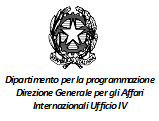 Dipartimento per la programmazione
Direzione Generale per gli Affari
Internazionali Ufficio IV